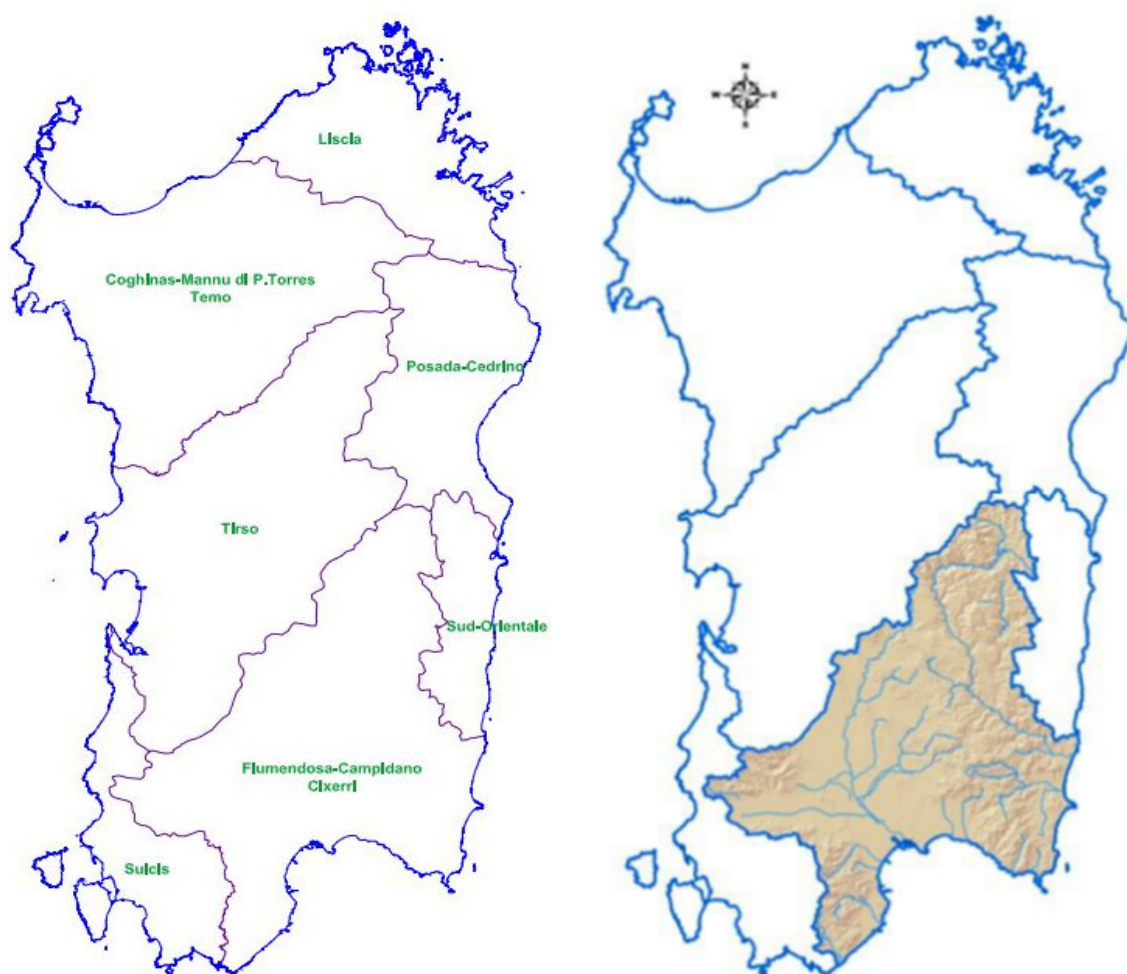 Liscia
Coghinas-Mannu di P.Torres
Temo
Posada-Cedrino
Tirso
Sud-Orientale
Flumendosa-Campidano
Cixerri
Sulcis
N
W
E
S